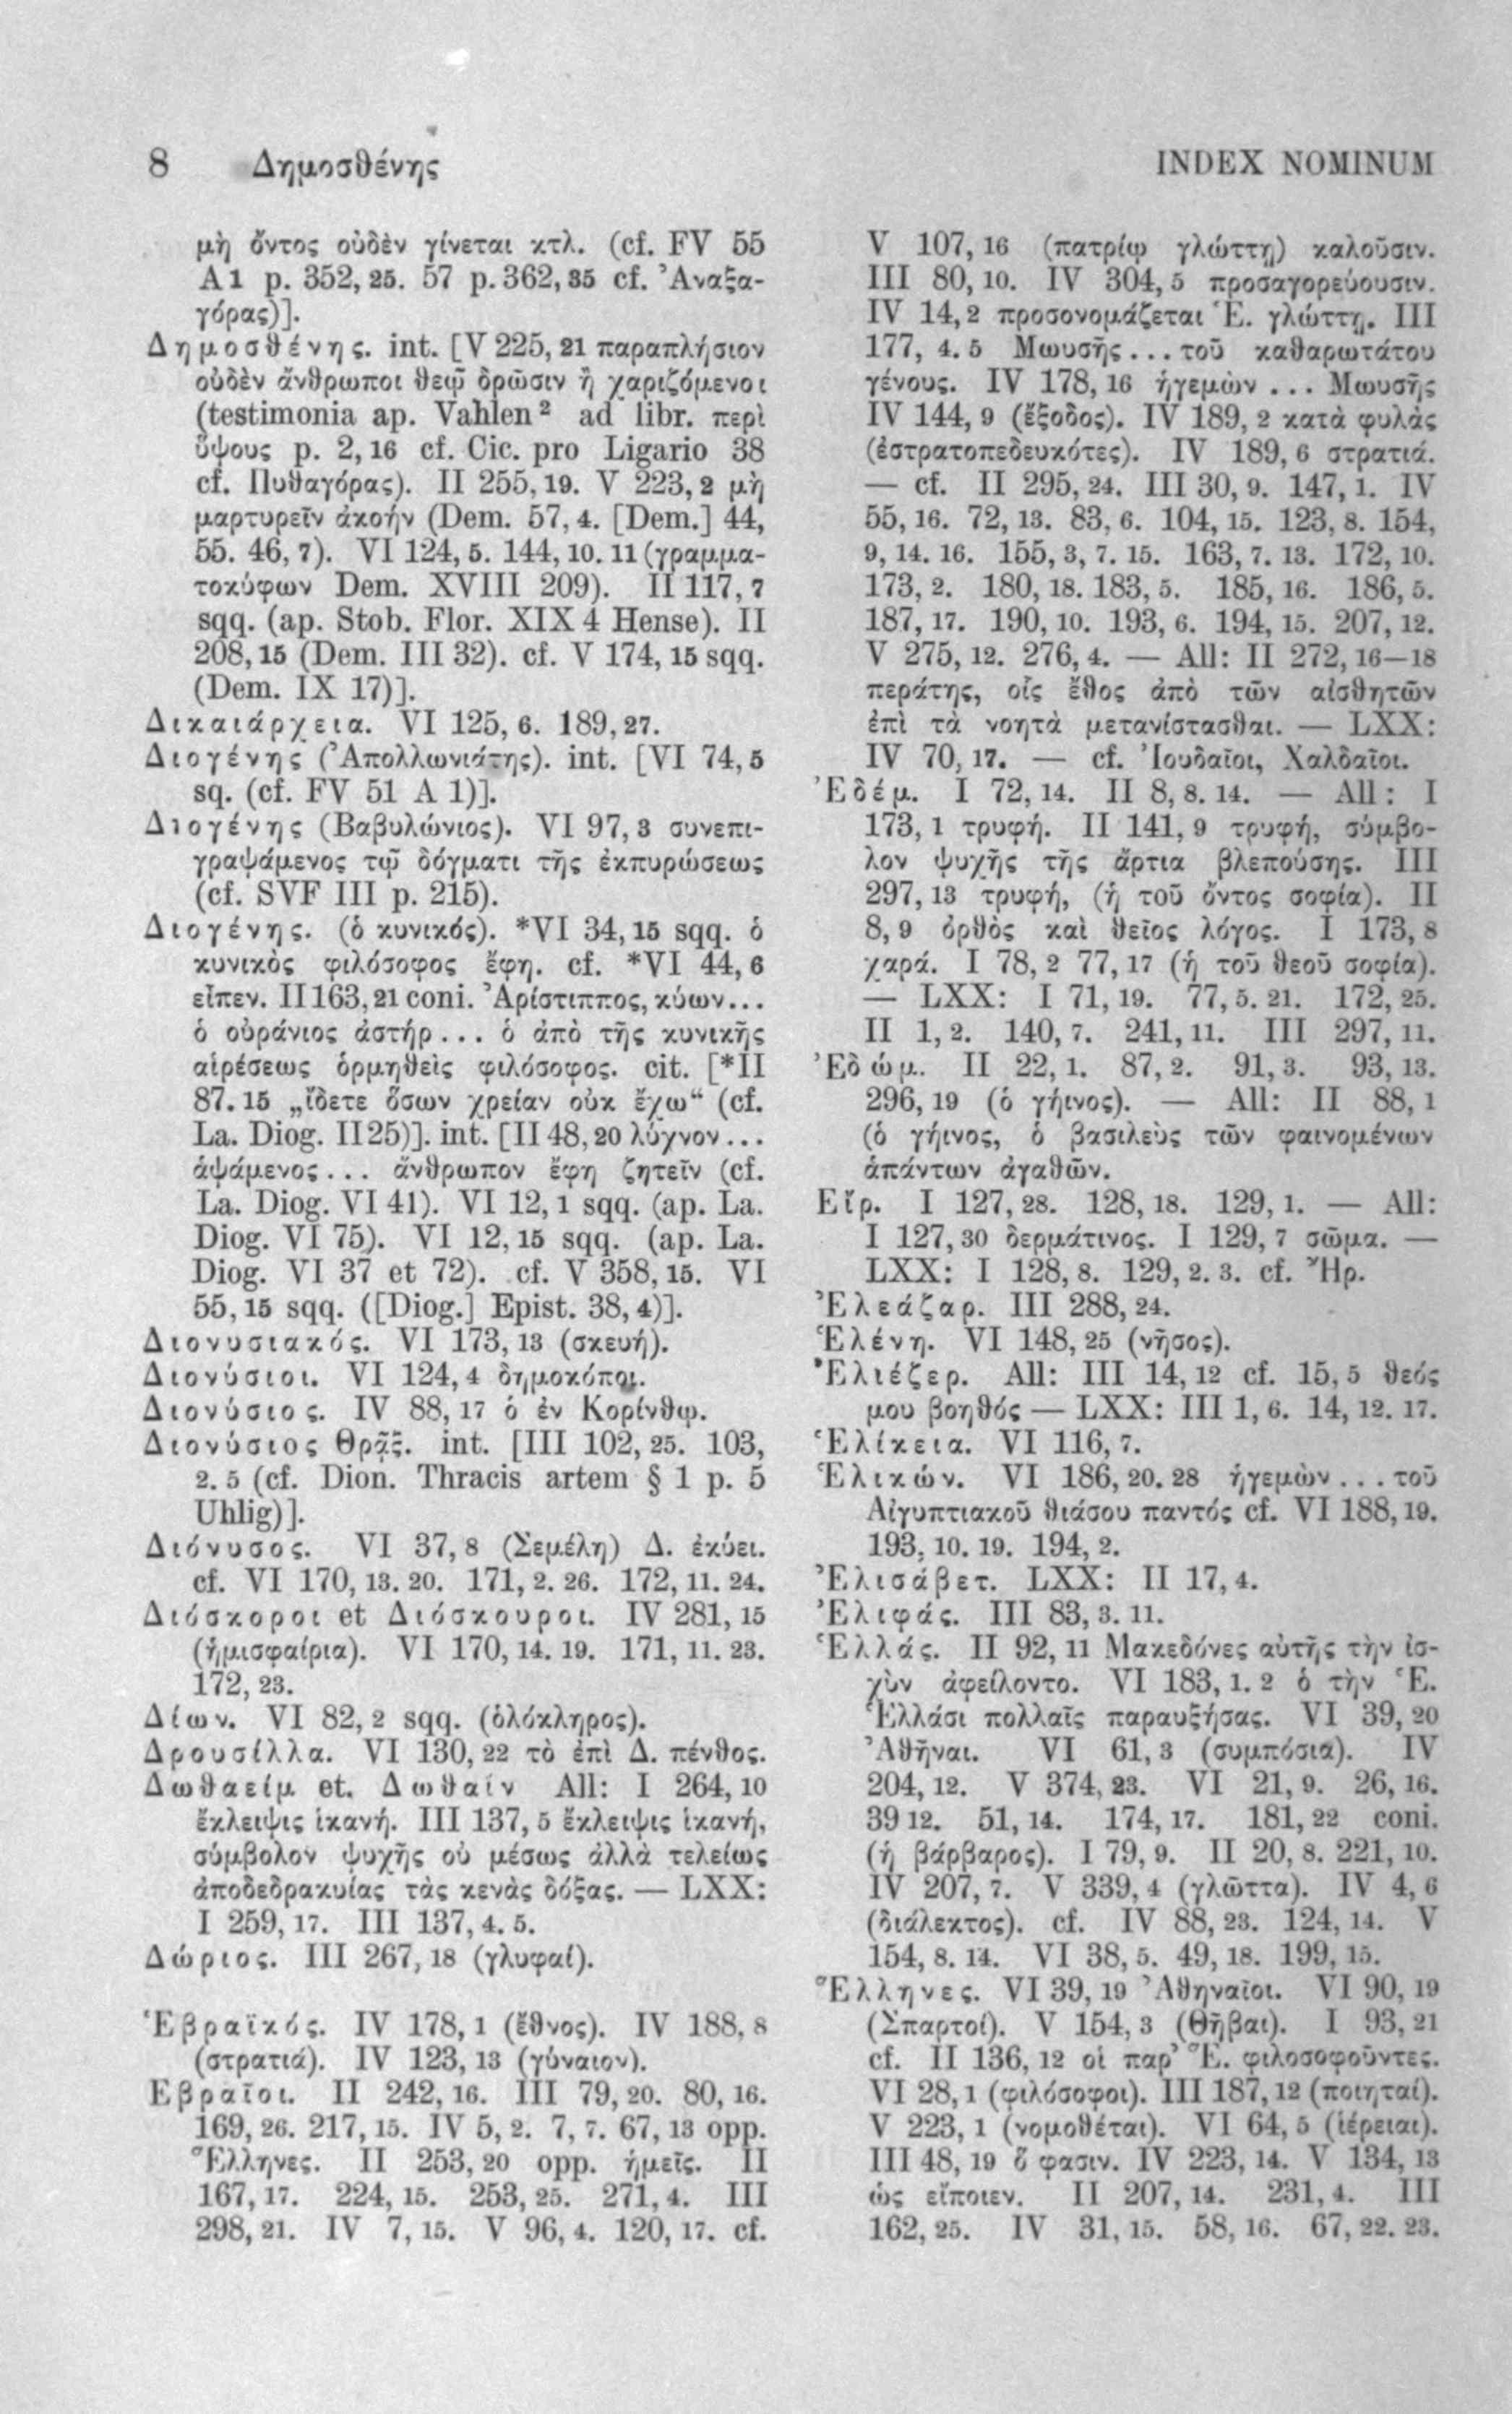 8 Δημοσθένης
INDEX NOMINUM
μὴ ὄντος οὐδὲν γίνεται κτλ. (cf. FV 55
A 1 p. 352, 25. 57 p. 362, 35 cf. Ἀναξα-
γόρας)].
Δημοσθένης. int. [V 225, 21 παραπλήσιον
οὐδὲν ἄνθρωποι θεῷ δρῶσιν ἢ χαριζόμενοι
(testimonia ap. Vahlen² ad libr. περὶ
ὕψους p. 2, 16 cf. Cic. pro Ligario 38
cf. Πυθαγόρας). II 255, 19. V 223, 2 μὴ
μαρτυρεῖν ἀκοήν (Dem. 57, 4. [Dem.] 44,
55. 46, 7). VI 124, 5. 144, 10. 11 (γραμμα-
τοκύφων Dem. XVIII 209). II 117, 7
sqq. (ap. Stob. Flor. XIX 4 Hense). II
208, 15 (Dem. III 32). cf. V 174, 15 sqq.
(Dem. IX 17)].
Δικαιάρχεια. VI 125, 6. 189, 27.
Διογένης (Ἀπολλωνιάτης). int. [VI 74, 5
sq. (cf. FV 51 A 1)].
Διογένης (Βαβυλώνιος). VI 97, 3 συνεπι-
γραψάμενος τῷ δόγματι τῆς ἐκπυρώσεως
(cf. SVF III p. 215).
Διογένης. (ὁ κυνικός). *VI 34, 15 sqq. ὁ
κυνικὸς φιλόσοφος ἔφη. cf. *VI 44, 6
εἶπεν. II 163, 21 coni. Ἀρίστιππος, κύων...
ὁ οὐράνιος ἀστήρ... ὁ ἀπὸ τῆς κυνικῆς
αἱρέσεως ὁρμηθεὶς φιλόσοφος. cit. [*II
87. 15 „ἴδετε ὅσων χρείαν οὐκ ἔχω“ (cf.
La. Diog. II 25)]. int. [II 48, 20 λύχνον...
ἁψάμενος... ἄνθρωπον ἔφη ζητεῖν (cf.
La. Diog. VI 41). VI 12, 1 sqq. (ap. La.
Diog. VI 75). VI 12, 15 sqq. (ap. La.
Diog. VI 37 et 72). cf. V 358, 15. VI
55, 15 sqq. ([Diog.] Epist. 38, 4)].
Διονυσιακός. VI 173, 13 (σκευή).
Διονύσιοι. VI 124, 4 δημοκόποι.
Διονύσιος. IV 88, 17 ὁ ἐν Κορίνθῳ.
Διονύσιος Θρᾷξ. int. [III 102, 25. 103,
2. 5 (cf. Dion. Thracis artem § 1 p. 5
Uhlig)].
Διόνυσος. VI 37, 8 (Σεμέλη) Δ. ἐκύει.
cf. VI 170, 13. 20. 171, 2. 26. 172, 11. 24.
Διόσκοροι et Διόσκουροι. IV 281, 15
(ἡμισφαίρια). VI 170, 14. 19. 171, 11. 23.
172, 23.
Δίων. VI 82, 2 sqq. (ὁλόκληρος).
Δρουσίλλα. VI 130, 22 τὸ ἐπὶ Δ. πένθος.
Δωθαείμ et. Δωθαίν All: I 264, 10
ἔκλειψις ἱκανή. III 137, 5 ἔκλειψις ἱκανή,
σύμβολον ψυχῆς οὐ μέσως ἀλλὰ τελείως
ἀποδεδρακυίας τὰς κενὰς δόξας. — LXX:
I 259, 17. III 137, 4. 5.
Δώριος. III 267, 18 (γλυφαί).
Ἑβραϊκός. IV 178, 1 (ἔθνος). IV 188, 8
(στρατιά). IV 123, 13 (γύναιον).
Εβραῖοι. II 242, 16. III 79, 20. 80, 16.
169, 26. 217, 15. IV 5, 2. 7, 7. 67, 13 opp.
Ἕλληνες. II 253, 20 opp. ἡμεῖς. II
167, 17. 224, 15. 253, 25. 271, 4. III
298, 21. IV 7, 15. V 96, 4. 120, 17. cf.
V 107, 16 (πατρίῳ γλώττῃ) καλοῦσιν.
III 80, 10. IV 304, 5 προσαγορεύουσιν.
IV 14, 2 προσονομάζεται Ἑ. γλώττῃ. III
177, 4. 5 Μωυσῆς... τοῦ καθαρωτάτου
γένους. IV 178, 16 ἡγεμὼν ... Μωυσῆς
IV 144, 9 (ἔξοδος). IV 189, 2 κατὰ φυλὰς
(ἐστρατοπεδευκότες). IV 189, 6 στρατιά.
— cf. II 295, 24. III 30, 9. 147, 1. IV
55, 16. 72, 13. 83, 6. 104, 15. 123, 8. 154,
9, 14. 16. 155, 3, 7. 15. 163, 7. 13. 172, 10.
173, 2. 180, 18. 183, 5. 185, 16. 186, 5.
187, 17. 190, 10. 193, 6. 194, 15. 207, 12.
V 275, 12. 276, 4. — All: II 272, 16—18
περάτης, οἷς ἔθος ἀπὸ τῶν αἰσθητῶν
ἐπὶ τὰ νοητὰ μετανίστασθαι. — LXX:
IV 70, 17. — cf. Ἰουδαῖοι, Χαλδαῖοι.
Ἐδέμ. I 72, 14. II 8, 8. 14. — All: I
173, 1 τρυφή. II 141, 9 τρυφή, σύμβο-
λον ψυχῆς τῆς ἄρτια βλεπούσης. III
297, 13 τρυφή, (ἡ τοῦ ὄντος σοφία). II
8, 9 ὀρθὸς καὶ θεῖος λόγος. I 173, 8
χαρά. I 78, 2 77, 17 (ἡ τοῦ θεοῦ σοφία).
— LXX: I 71, 19. 77, 5. 21. 172, 25.
II 1, 2. 140, 7. 241, 11. III 297, 11.
Ἐδώμ. II 22, 1. 87, 2. 91, 3. 93, 13.
296, 19 (ὁ γήινος). — All: II 88, 1
(ὁ γήινος, ὁ βασιλεὺς τῶν φαινομένων
ἁπάντων ἀγαθῶν.
Εἴρ. I 127, 28. 128, 18. 129, 1. — All:
I 127, 30 δερμάτινος. I 129, 7 σῶμα. —
LXX: I 128, 8. 129, 2. 3. cf. Ἤρ.
Ἐλεάζαρ. III 288, 24.
Ἑλένη. VI 148, 25 (νῆσος).
Ἐλιέζερ. All: III 14, 12 cf. 15, 5 θεός
μου βοηθός — LXX: III 1, 6. 14, 12. 17.
Ἑλίκεια. VI 116, 7.
Ἑλικών. VI 186, 20. 28 ἡγεμὼν... τοῦ
Αἰγυπτιακοῦ θιάσου παντός cf. VI 188, 19.
193, 10. 19. 194, 2.
Ἐλισάβετ. LXX: II 17, 4.
Ἐλιφάς. III 83, 3. 11.
Ἑλλάς. II 92, 11 Μακεδόνες αὐτῆς τὴν ἰσ-
χὺν ἀφείλοντο. VI 183, 1. 2 ὁ τὴν Ἑ.
Ἑλλάσι πολλαῖς παραυξήσας. VI 39, 20
Ἀθῆναι. VI 61, 3 (συμπόσια). IV
204, 12. V 374, 23. VI 21, 9. 26, 16.
39 12. 51, 14. 174, 17. 181, 22 coni.
(ἡ βάρβαρος). I 79, 9. II 20, 8. 221, 10.
IV 207, 7. V 339, 4 (γλῶττα). IV 4, 6
(διάλεκτος). cf. IV 88, 23. 124, 14. V
154, 8. 14. VI 38, 5. 49, 18. 199, 15.
Ἕλληνες. VI 39, 19 Ἀθηναῖοι. VI 90, 19
(Σπαρτοί). V 154, 3 (Θῆβαι). I 93, 21
cf. II 136, 12 οἱ παρ’ Ἕ. φιλοσοφοῦντες.
VI 28, 1 (φιλόσοφοι). III 187, 12 (ποιηταί).
V 223, 1 (νομοθέται). VI 64, 5 (ἱέρειαι).
III 48, 19 ὅ φασιν. IV 223, 14. V 134, 13
ὡς εἴποιεν. II 207, 14. 231, 4. III
162, 25. IV 31, 15. 58, 16. 67, 22. 23.